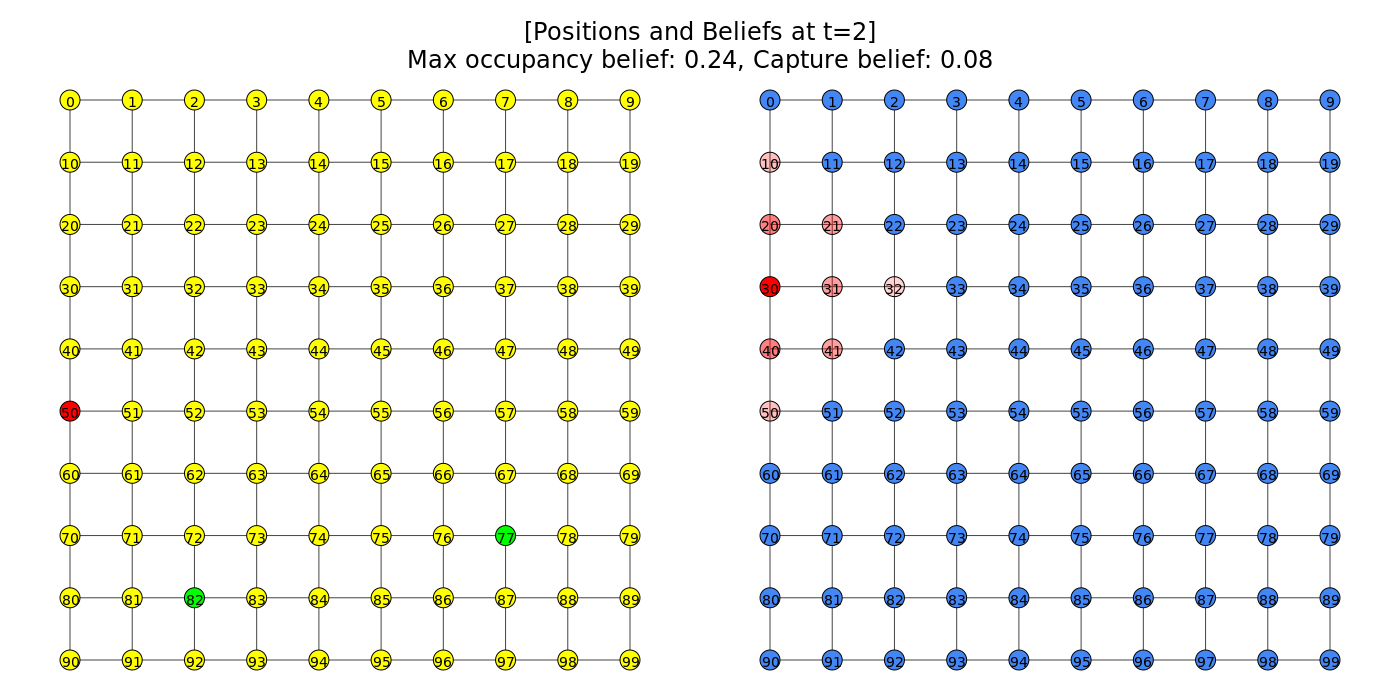 [Positions and Beliefs at t=2]
Max occupancy belief: 0.24, Capture belief: 0.08
0 1 2 3 4 5 6 7 8 9 0 1 2 3 4 5 6 7 8 9
10 11 12 13 14 15 16 17 18 19 10 11 12 13 14 15 16 17 18 19
20 21 22 23 24 25 26 27 28 29 20 21 22 23 24 25 26 27 28 29
30 31 32 33 34 35 36 37 38 39 30 31 32 33 34 35 36 37 38 39
40 41 42 43 44 45 46 47 48 49 40 41 42 43 44 45 46 47 48 49
50 51 52 53 54 55 56 57 58 59 50 51 52 53 54 55 56 57 58 59
60 61 62 63 64 65 66 67 68 69 60 61 62 63 64 65 66 67 68 69
70 71 72 73 74 75 76 77 78 79 70 71 72 73 74 75 76 77 78 79
80 81 82 83 84 85 86 87 88 89 80 81 82 83 84 85 86 87 88 89
90 91 92 93 94 95 96 97 98 99 90 91 92 93 94 95 96 97 98 99